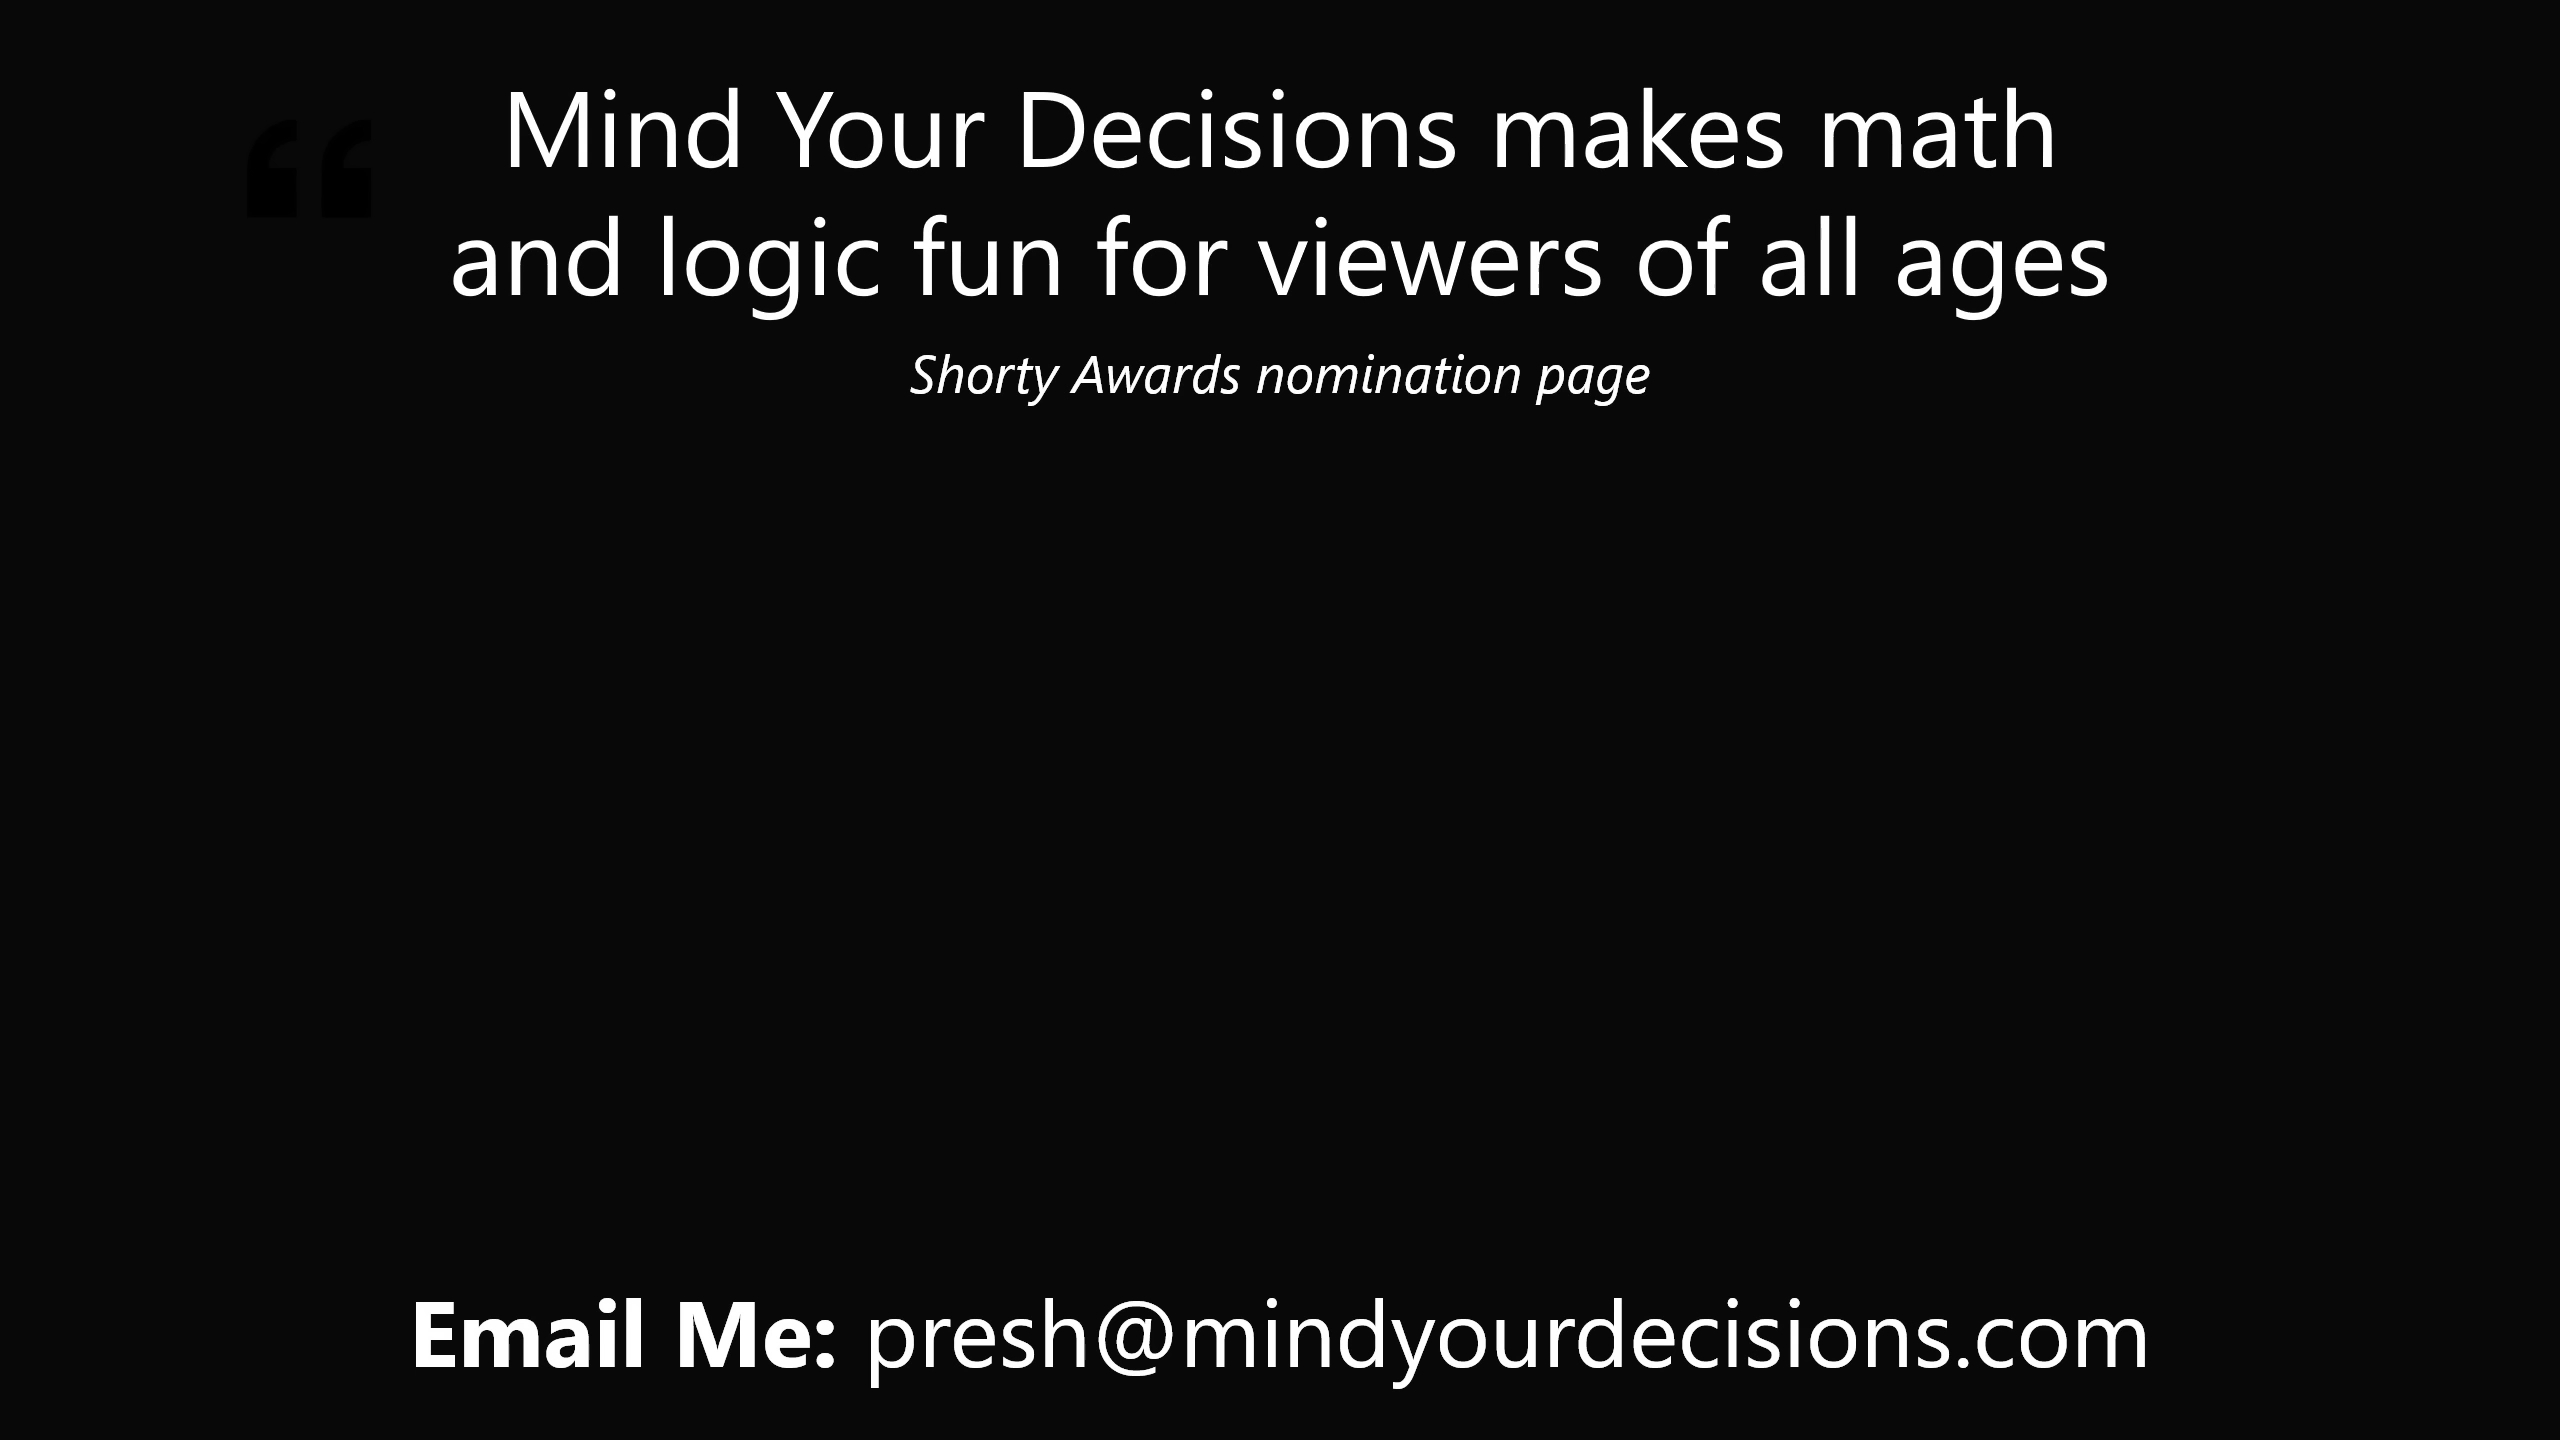 “
Mind Your Decisions makes math
and logic fun for viewers of all ages
Shorty Awards nomination page
Email Me: presh@mindyourdecisions.com